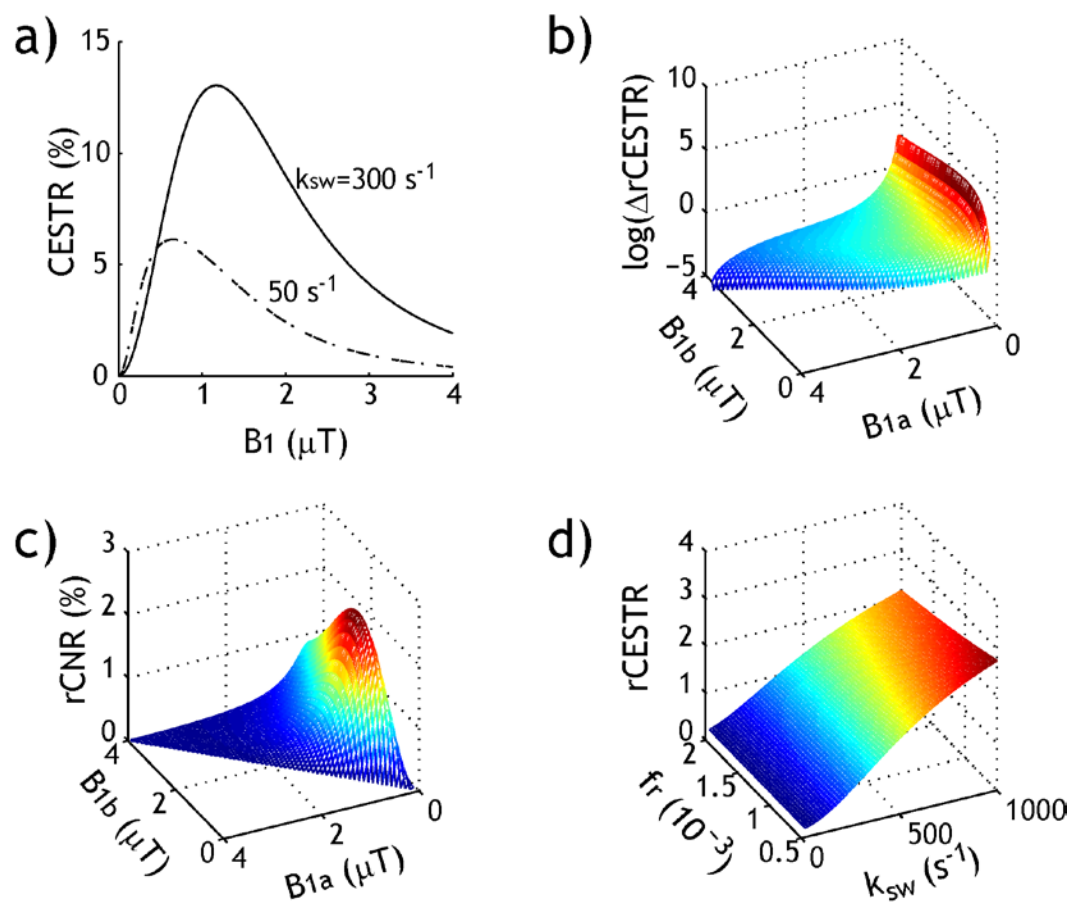 a)
15
10
5
0
CESTR (%)
ksw=300 s-1
50 s-1
0 1 2 3 4
B1 (μT)
b)
10
5
0
−5
log(ΔrCESTR)
4 2 0
B1b (μT)
4 2 0
B1a (μT)
c)
3
2
1
0
rCNR (%)
4 2 0
B1b (μT)
4 2 0
B1a (μT)
d)
4
3
2
1
0
rCESTR
2 1.5 1 0.5
fr (10-3)
0 500 1000
ksw (s-1)